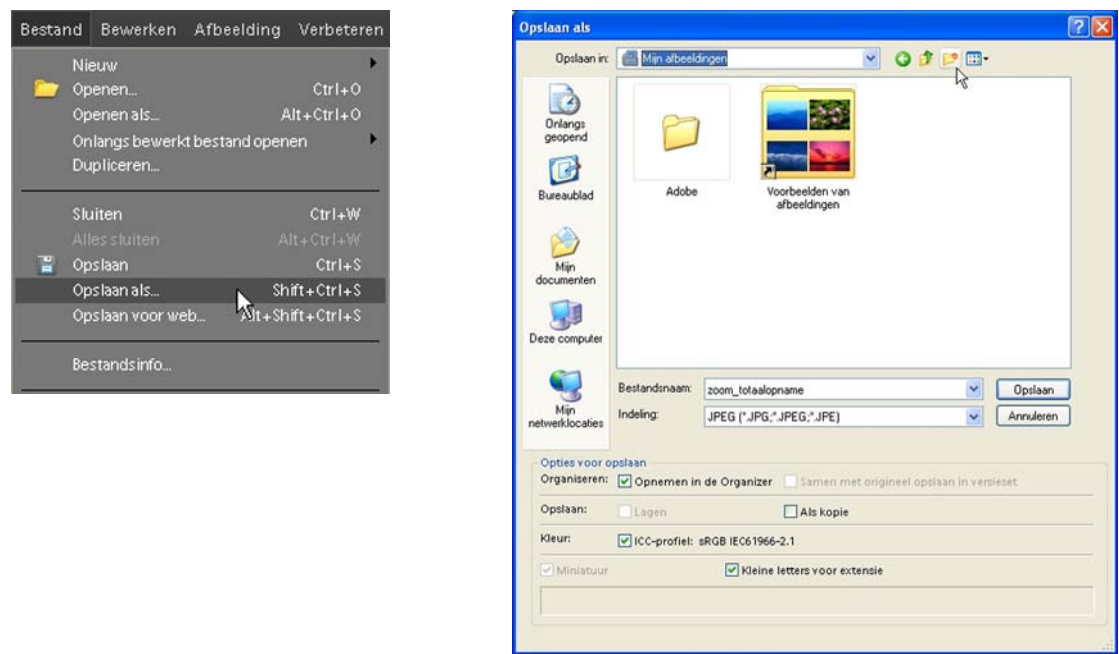 Bestand Bewerken Afbeelding Verbeteren
Nieuw
Openen... Ctrl+O
Openen als... Alt+Ctrl+O
Onlangs bewerkt bestand openen
Dupliceren...
Sluiten Ctrl+W
Alles sluiten Alt+Ctrl+W
Opslaan Ctrl+S
Opslaan als... Shift+Ctrl+S
Opslaan voor web... Alt+Shift+Ctrl+S
Bestandsinfo...
Opslaan als
Opslaan in: Mijn afbeeldingen
Onlangs
geopend
Bureaublad
Mijn
documenten
Deze computer
Mijn
netwerklocaties
Adobe
Voorbeelden van
afbeeldingen
Bestandsnaam: zoom_totaalopname Opslaan
Indeling: JPEG (*.JPG;*.JPEG;*.JPE) Annuleren
Opties voor opslaan
Organiseren: Opnemen in de Organizer Samen met origineel opslaan in versieset
Opslaan: Lagen Als kopie
Kleur: ICC-profiel: sRGB IEC61966-2.1
Miniatuur Kleine letters voor extensie